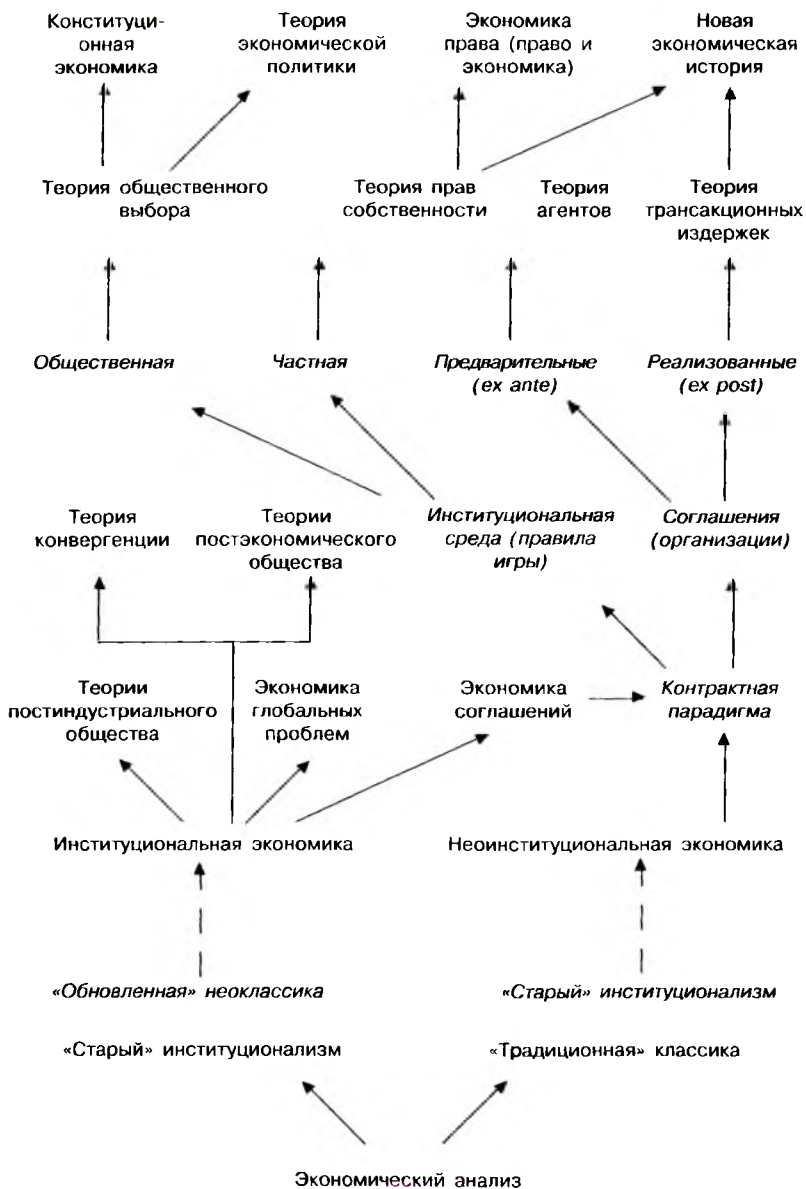 Конституци-
онная
экономика
Теория
экономической
политики
Экономика
права (право и
экономика)
Новая
экономическая
история
Теория общественного
выбора
Теория прав
собственности
Теория
агентов
Теория
трансакционных
издержек
Общественная
Частная
Предварительные
(ex ante)
Реализованные
(ex post)
Теория
конвергенции
Теории
постэкономического
общества
Институциональная
среда (правила
игры)
Соглашения
(организации)
Теории
постиндустриального
общества
Экономика
глобальных
проблем
Экономика
соглашений
Контрактная
парадигма
Институциональная экономика
Неоинституциональная экономика
«Обновленная» неоклассика
«Старый» институционализм
«Старый» институционализм
«Традиционная» классика
Экономический анализ